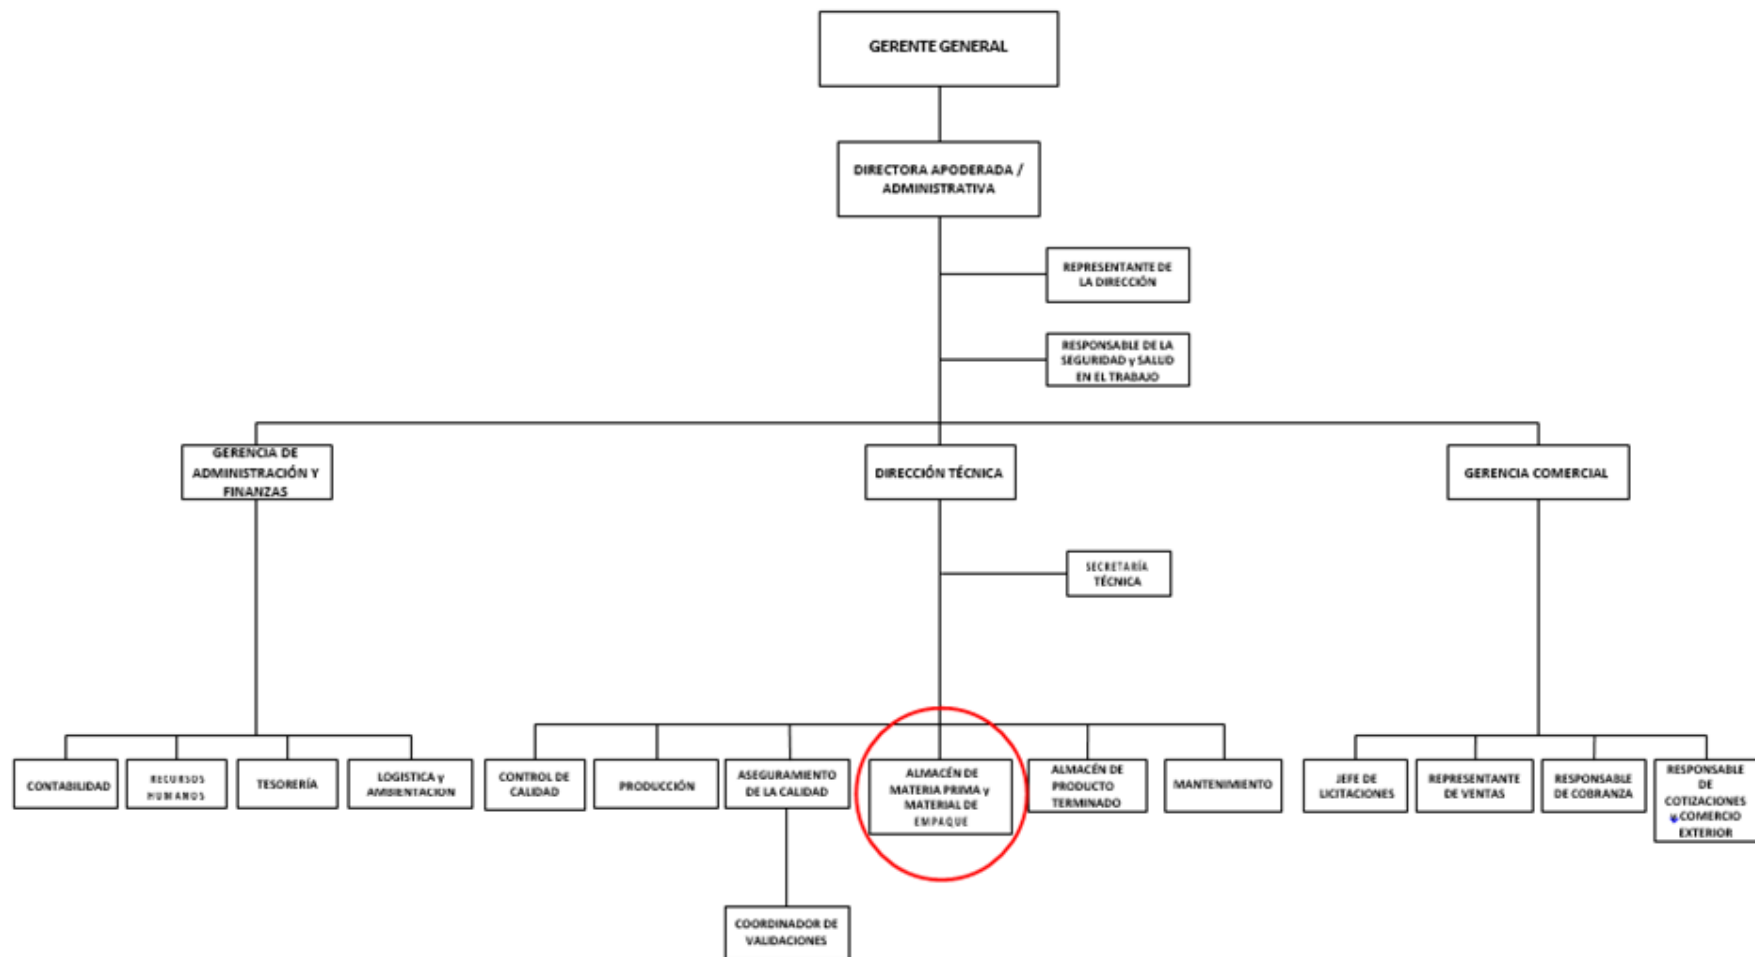 GERENTE GENERAL
DIRECTORA APODERADA /
ADMINISTRATIVA
REPRESENTANTE DE
LA DIRECCIÓN
RESPONSABLE DE LA
SEGURIDAD y SALUD
EN EL TRABAJO
GERENCIA DE
ADMINISTRACIÓN Y
FINANZAS
DIRECCIÓN TÉCNICA
GERENCIA COMERCIAL
SECRETARÍA
TÉCNICA
CONTABILIDAD
RECURSOS
HUMANOS
TESORERÍA
LOGISTICA y
AMBIENTACION
CONTROL DE
CALIDAD
PRODUCCIÓN
ASEGURAMIENTO
DE LA CALIDAD
ALMACÉN DE
MATERIA PRIMA y
MATERIAL DE
EMPAQUE
ALMACÉN DE
PRODUCTO
TERMINADO
MANTENIMIENTO
JEFE DE
LICITACIONES
REPRESENTANTE
DE VENTAS
RESPONSABLE
DE COBRANZA
RESPONSABLE
DE
COTIZACIONES
y COMERCIO
EXTERIOR
COORDINADOR DE
VALIDACIONES